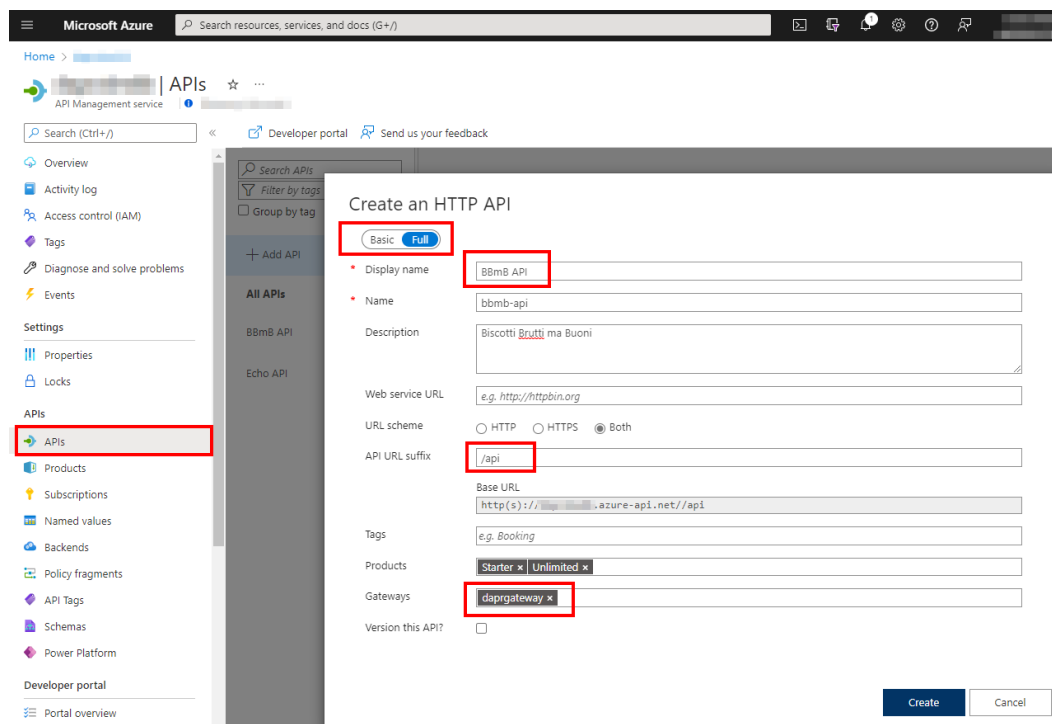 Microsoft Azure
Search resources, services, and docs (G+/)
1
Home >
| APIs
API Management service
Search (Ctrl+/)
Developer portal
Send us your feedback
Overview
Activity log
Access control (IAM)
Tags
Diagnose and solve problems
Events
Settings
Properties
Locks
APIs
APIs
Products
Subscriptions
Named values
Backends
Policy fragments
API Tags
Schemas
Power Platform
Developer portal
Portal overview
Search APIs
Filter by tags
Group by tag
+ Add API
All APIs
BBmB API
Echo API
Create an HTTP API
Basic Full
* Display name
BBmB API
* Name
bbmb-api
Description
Biscotti Brutti ma Buoni
Web service URL
e.g. http://httpbin.org
URL scheme
HTTP HTTPS Both
API URL suffix
/api
Base URL
http(s):// .azure-api.net//api
Tags
e.g. Booking
Products
Starter × Unlimited ×
Gateways
daprgateway ×
Version this API?
Create
Cancel